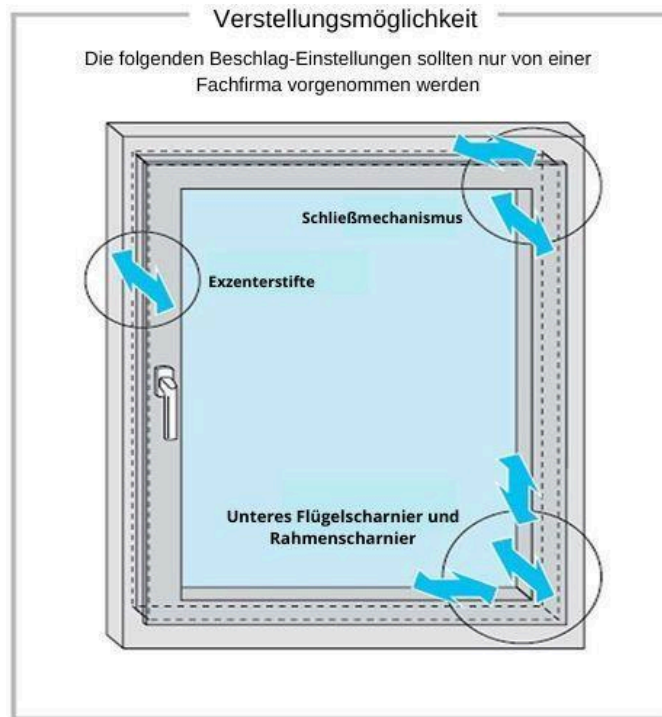 Verstellungsmöglichkeit
Die folgenden Beschlag-Einstellungen sollten nur von einer
Fachfirma vorgenommen werden
Schließmechanismus
Exzenterstifte
Unteres Flügelscharnier und
Rahmenscharnier